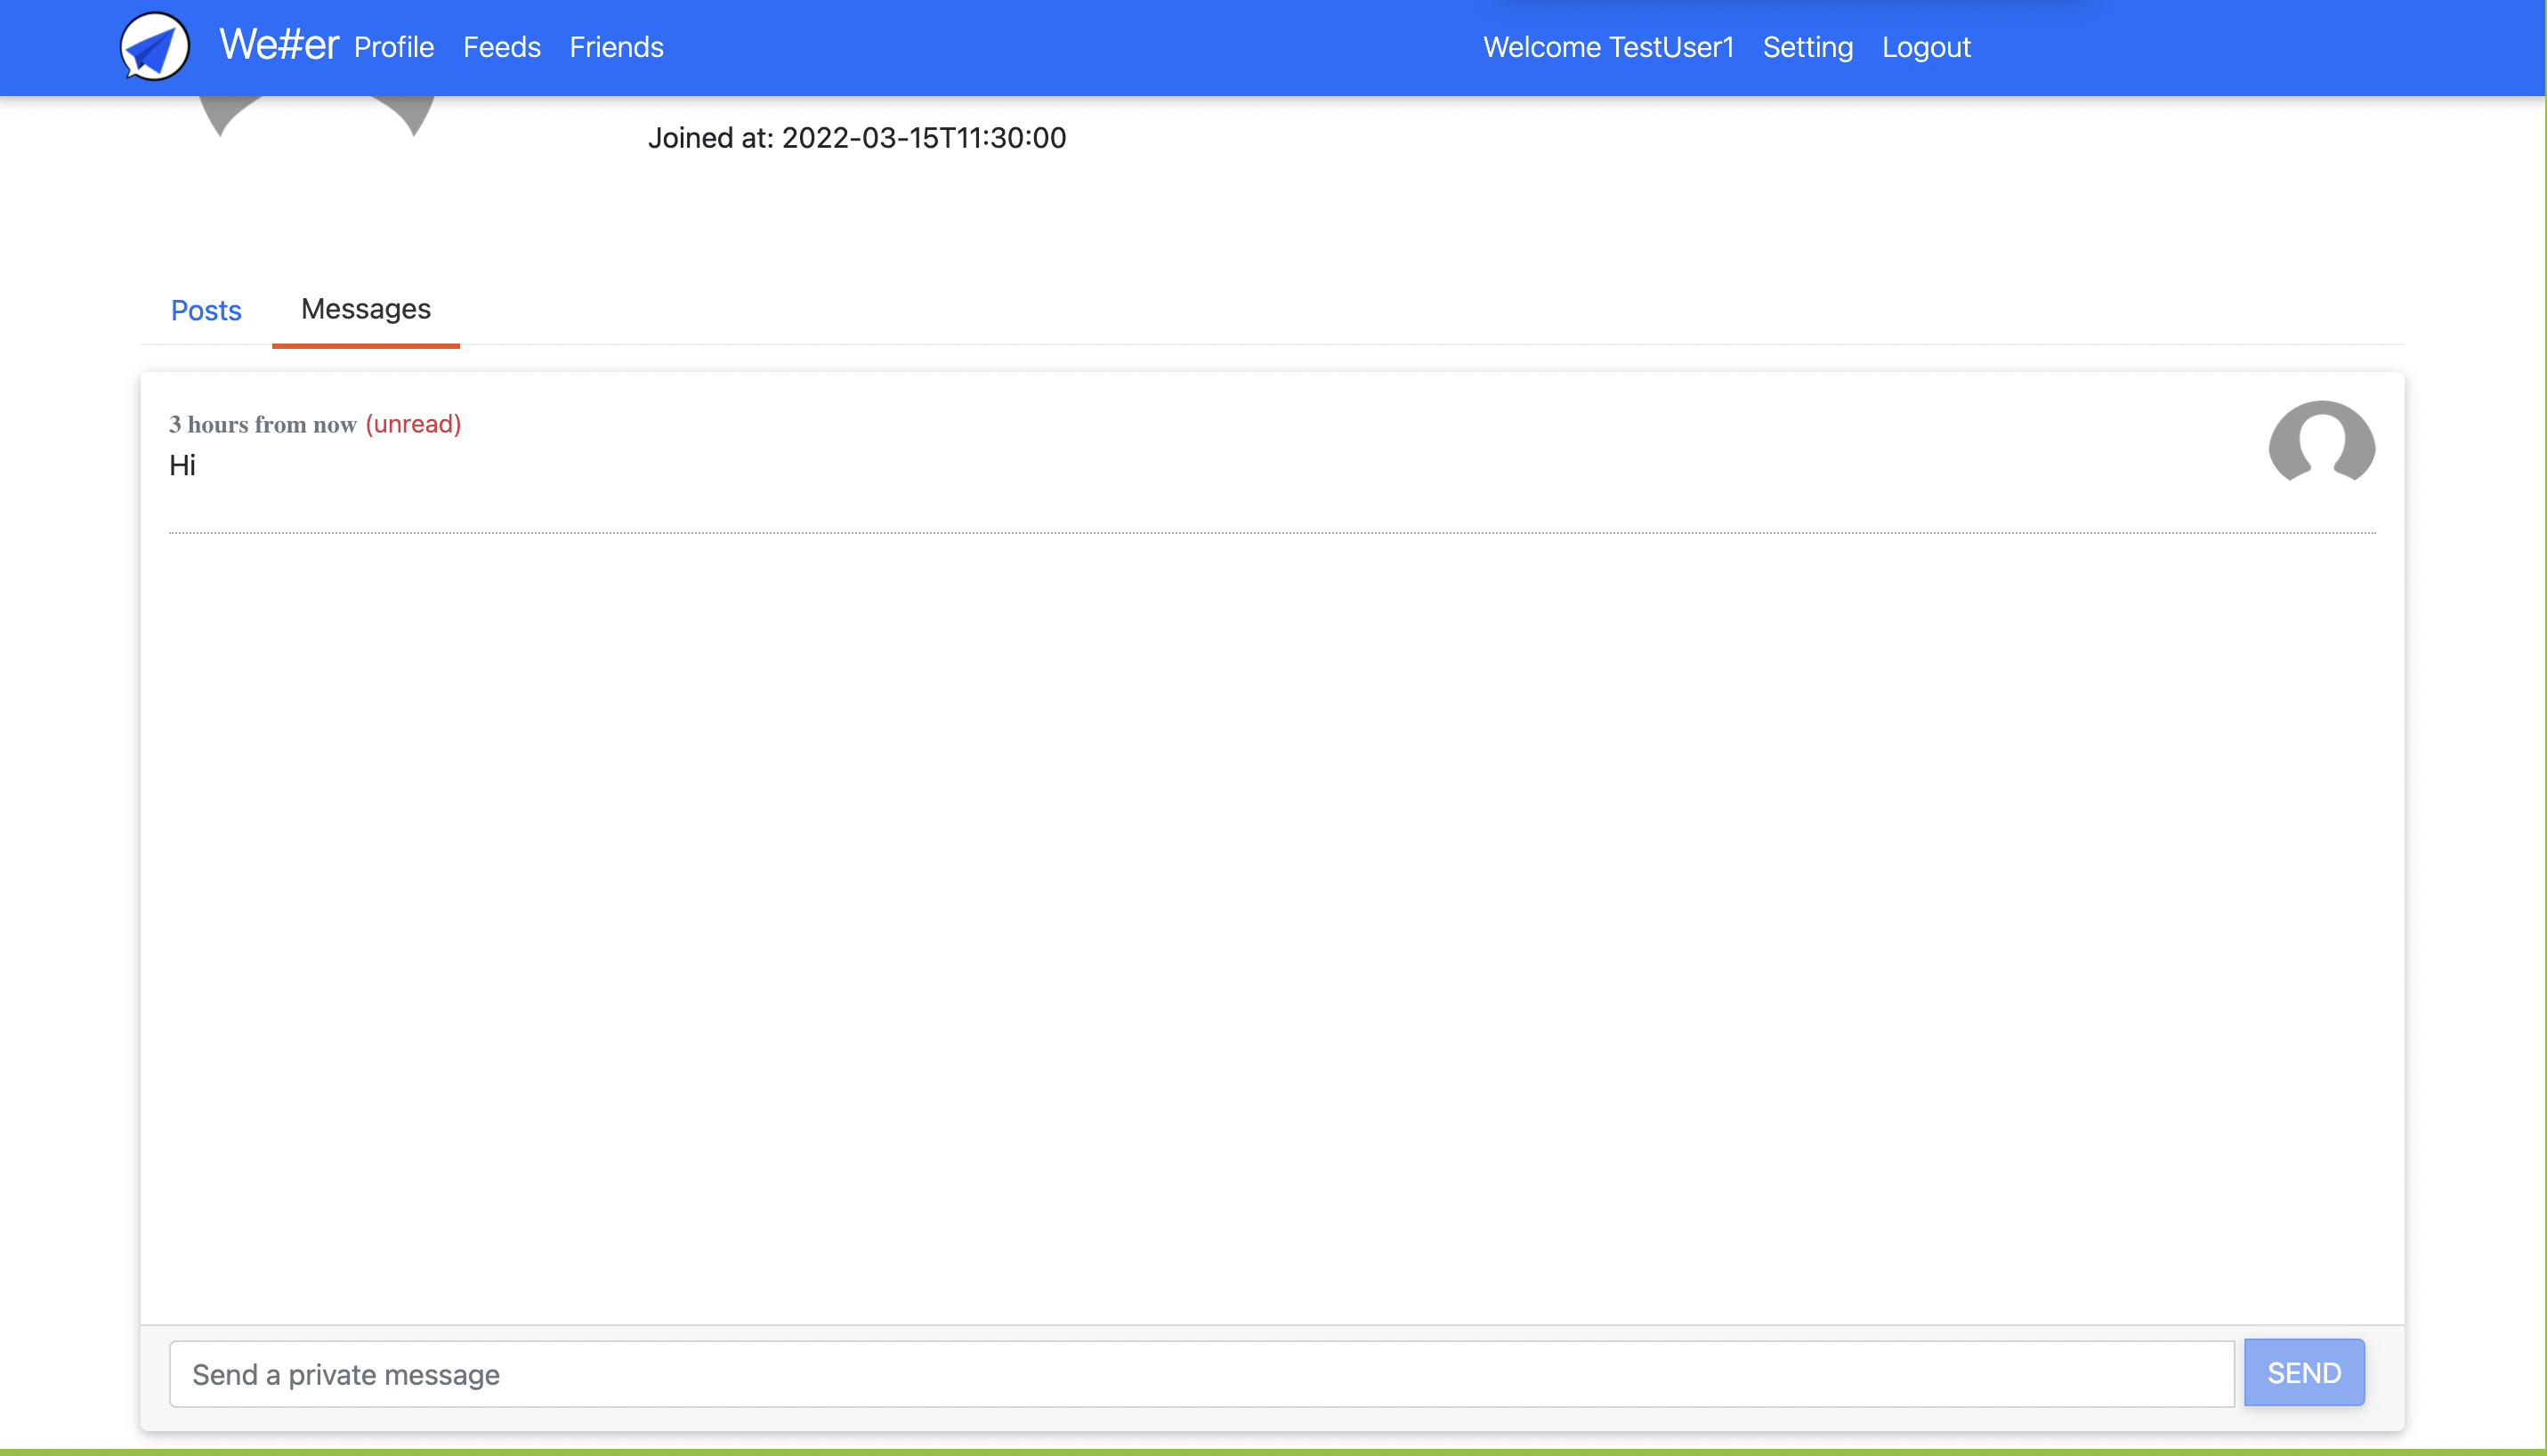 We#er Profile Feeds Friends Welcome TestUser1 Setting Logout
Joined at: 2022-03-15T11:30:00
Posts Messages
3 hours from now (unread)
Hi
Send a private message SEND